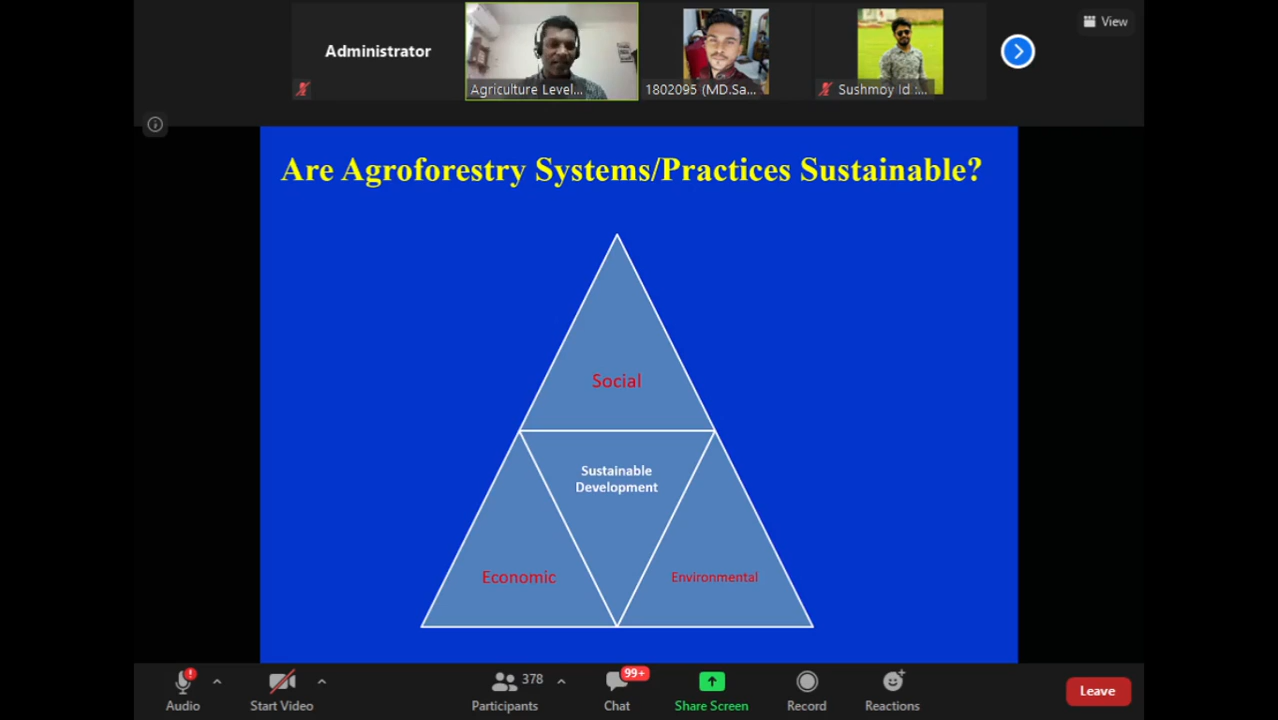 Administrator
View
Agriculture Level...
1802095 (MD.Sa...
Sushmoy Id :...
Are Agroforestry Systems/Practices Sustainable?
Social
Sustainable
Development
Economic
Environmental
Audio
Start Video
378
Participants
99+
Chat
Share Screen
Record
Reactions
Leave